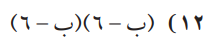 ١٢) (ب – ٦)(ب – ٦)